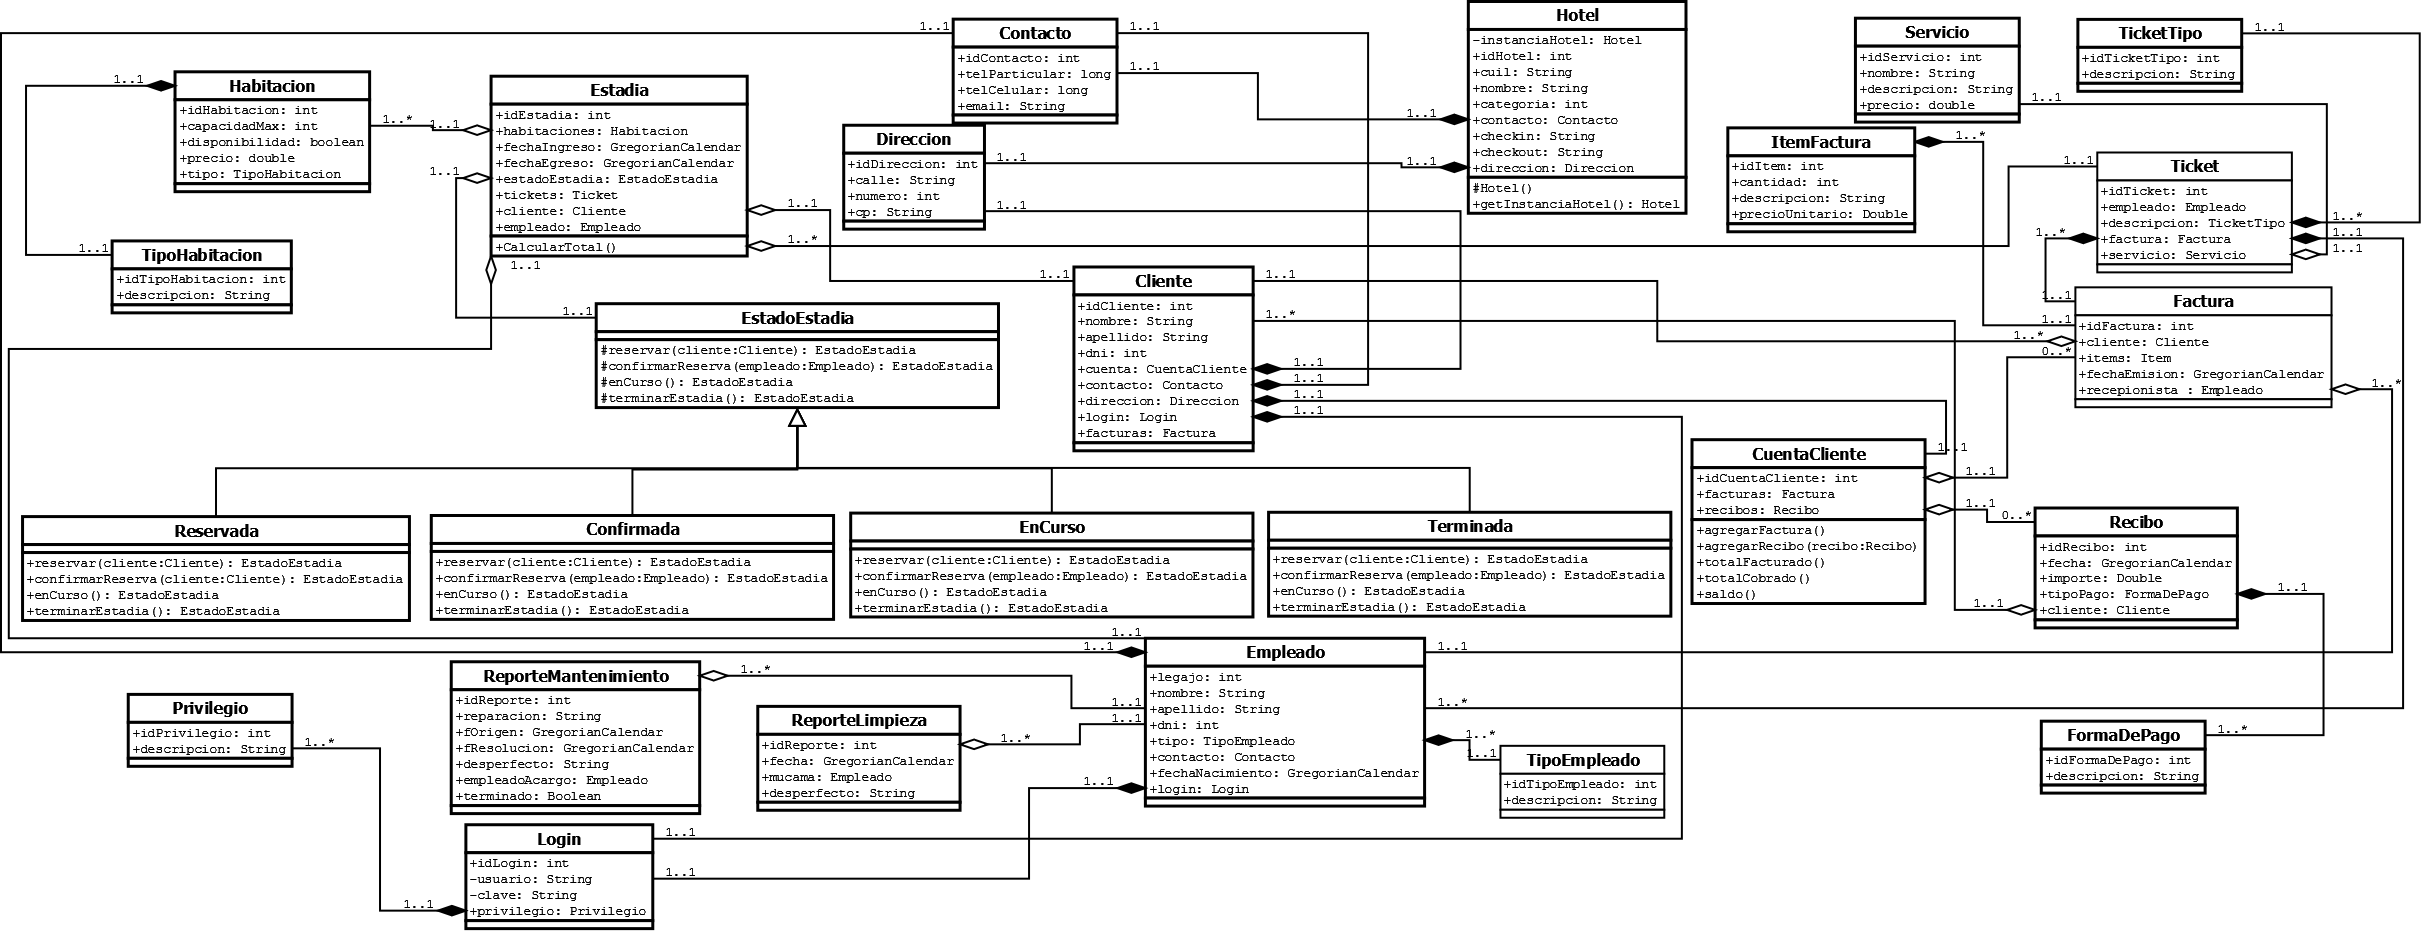 Hotel
-instanciaHotel: Hotel
+idHotel: int
+cuil: String
+nombre: String
+categoria: int
+contacto: Contacto
+checkin: String
+checkout: String
+direccion: Direccion
#Hotel()
+getInstanciaHotel(): Hotel
Contacto
+idContacto: int
+telParticular: long
+telCelular: long
+email: String
1..1
1..1
1..1
1..1
1..1
Servicio
+idServicio: int
+nombre: String
+descripcion: String
+precio: double
1..1
TicketTipo
+idTicketTipo: int
+descripcion: String
1..1
Habitacion
+idHabitacion: int
+capacidadMax: int
+disponibilidad: boolean
+precio: double
+tipo: TipoHabitacion
1..1
1..*
1..1
Estadia
+idEstadia: int
+habitaciones: Habitacion
+fechaIngreso: GregorianCalendar
+fechaEgreso: GregorianCalendar
+estadoEstadia: EstadoEstadia
+tickets: Ticket
+cliente: Cliente
+empleado: Empleado
+CalcularTotal()
1..1
1..1
1..*
1..1
Direccion
+idDireccion: int
+calle: String
+numero: int
+cp: String
1..1
1..1
ItemFactura
+idItem: int
+cantidad: int
+descripcion: String
+precioUnitario: Double
1..*
1..1
Ticket
+idTicket: int
+empleado: Empleado
+descripcion: TicketTipo
+factura: Factura
+servicio: Servicio
1..*
1..1
1..1
1..*
1..1
TipoHabitacion
+idTipoHabitacion: int
+descripcion: String
1..1
Cliente
+idCliente: int
+nombre: String
+apellido: String
+dni: int
+cuenta: CuentaCliente
+contacto: Contacto
+direccion: Direccion
+login: Login
+facturas: Factura
1..1
1..1
1..*
1..1
1..1
1..1
1..1
Factura
+idFactura: int
+cliente: Cliente
+items: Item
+fechaEmision: GregorianCalendar
+recepionista : Empleado
1..1
1..*
0..*
1..*
EstadoEstadia
#reservar(cliente:Cliente): EstadoEstadia
#confirmarReserva(empleado:Empleado): EstadoEstadia
#enCurso(): EstadoEstadia
#terminarEstadia(): EstadoEstadia
1..1
CuentaCliente
+idCuentaCliente: int
+facturas: Factura
+recibos: Recibo
+agregarFactura()
+agregarRecibo(recibo:Recibo)
+totalFacturado()
+totalCobrado()
+saldo()
1..1
1..1
1..1
Reservada
+reservar(cliente:Cliente): EstadoEstadia
+confirmarReserva(cliente:Cliente): EstadoEstadia
+enCurso(): EstadoEstadia
+terminarEstadia(): EstadoEstadia
Confirmada
+reservar(cliente:Cliente): EstadoEstadia
+confirmarReserva(empleado:Empleado): EstadoEstadia
+enCurso(): EstadoEstadia
+terminarEstadia(): EstadoEstadia
EnCurso
+reservar(cliente:Cliente): EstadoEstadia
+confirmarReserva(empleado:Empleado): EstadoEstadia
+enCurso(): EstadoEstadia
+terminarEstadia(): EstadoEstadia
Terminada
+reservar(cliente:Cliente): EstadoEstadia
+confirmarReserva(empleado:Empleado): EstadoEstadia
+enCurso(): EstadoEstadia
+terminarEstadia(): EstadoEstadia
Recibo
+idRecibo: int
+fecha: GregorianCalendar
+importe: Double
+tipoPago: FormaDePago
+cliente: Cliente
0..*
1..1
1..1
Empleado
+legajo: int
+nombre: String
+apellido: String
+dni: int
+tipo: TipoEmpleado
+contacto: Contacto
+fechaNacimiento: GregorianCalendar
+login: Login
1..1
1..1
1..1
1..1
1..1
1..1
1..*
1..*
1..1
ReporteMantenimiento
+idReporte: int
+reparacion: String
+fOrigen: GregorianCalendar
+fResolucion: GregorianCalendar
+desperfecto: String
+empleadoAcargo: Empleado
+terminado: Boolean
1..*
ReporteLimpieza
+idReporte: int
+fecha: GregorianCalendar
+mucama: Empleado
+desperfecto: String
1..*
Privilegio
+idPrivilegio: int
+descripcion: String
1..*
TipoEmpleado
+idTipoEmpleado: int
+descripcion: String
FormaDePago
+idFormaDePago: int
+descripcion: String
1..*
Login
+idLogin: int
-usuario: String
-clave: String
+privilegio: Privilegio
1..1
1..1
1..1